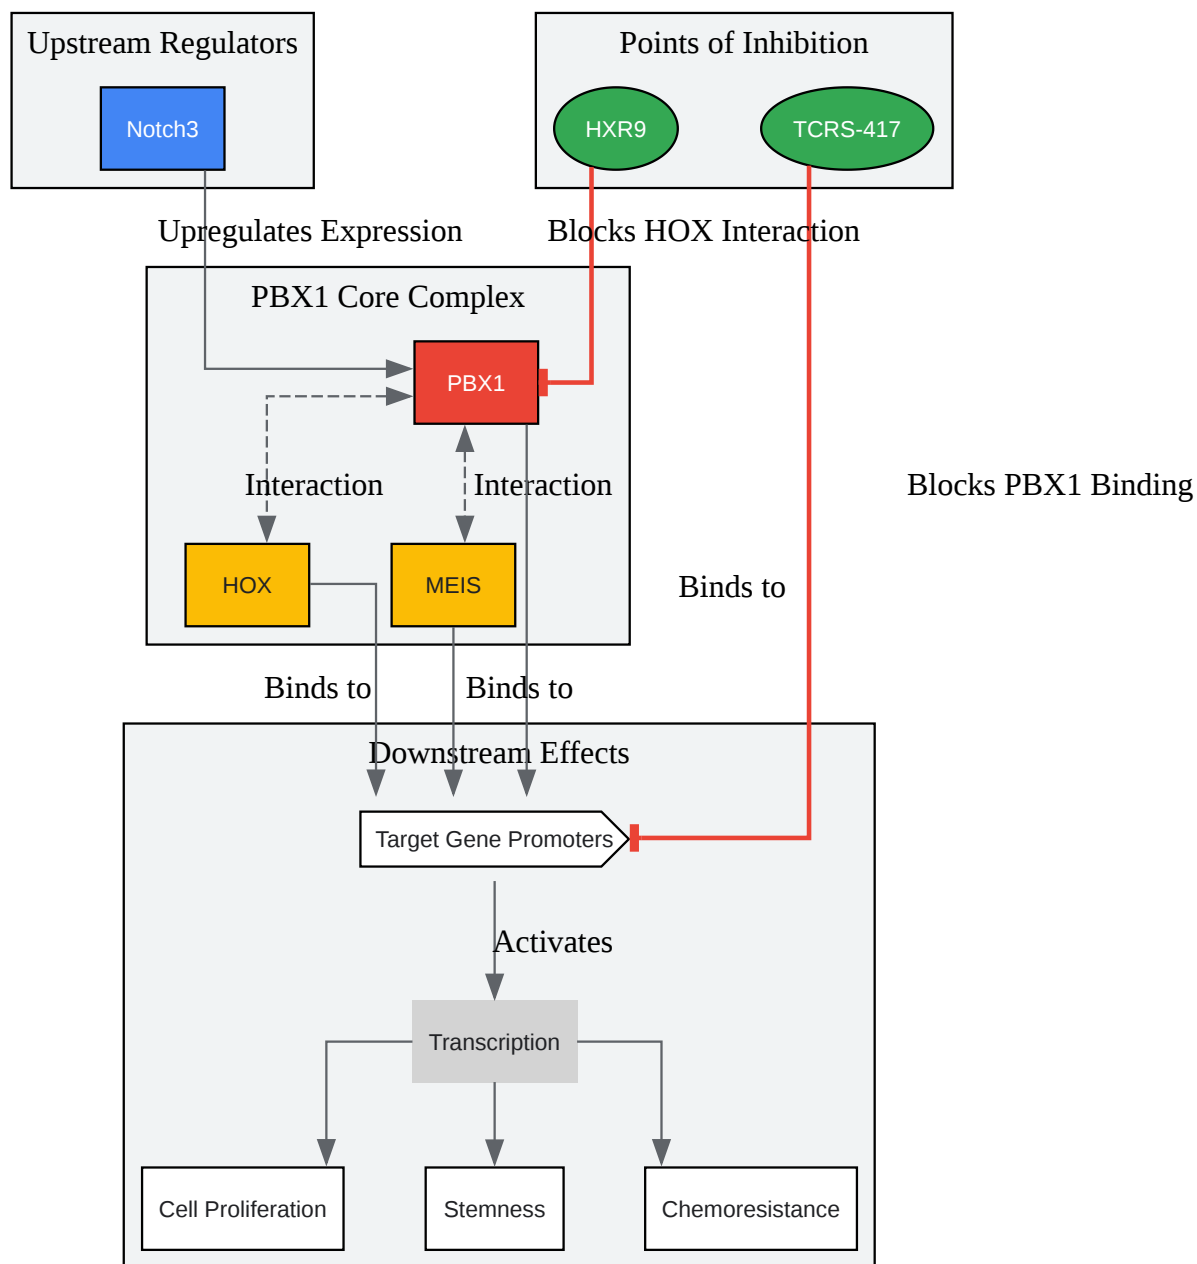 Upstream Regulators
Points of Inhibition
Notch3
HXR9
TCRS-417
Upregulates Expression
Blocks HOX Interaction
PBX1 Core Complex
PBX1
Interaction
Interaction
Blocks PBX1 Binding
HOX
MEIS
Binds to
Binds to
Binds to
Downstream Effects
Target Gene Promoters
Activates
Transcription
Cell Proliferation
Stemness
Chemoresistance